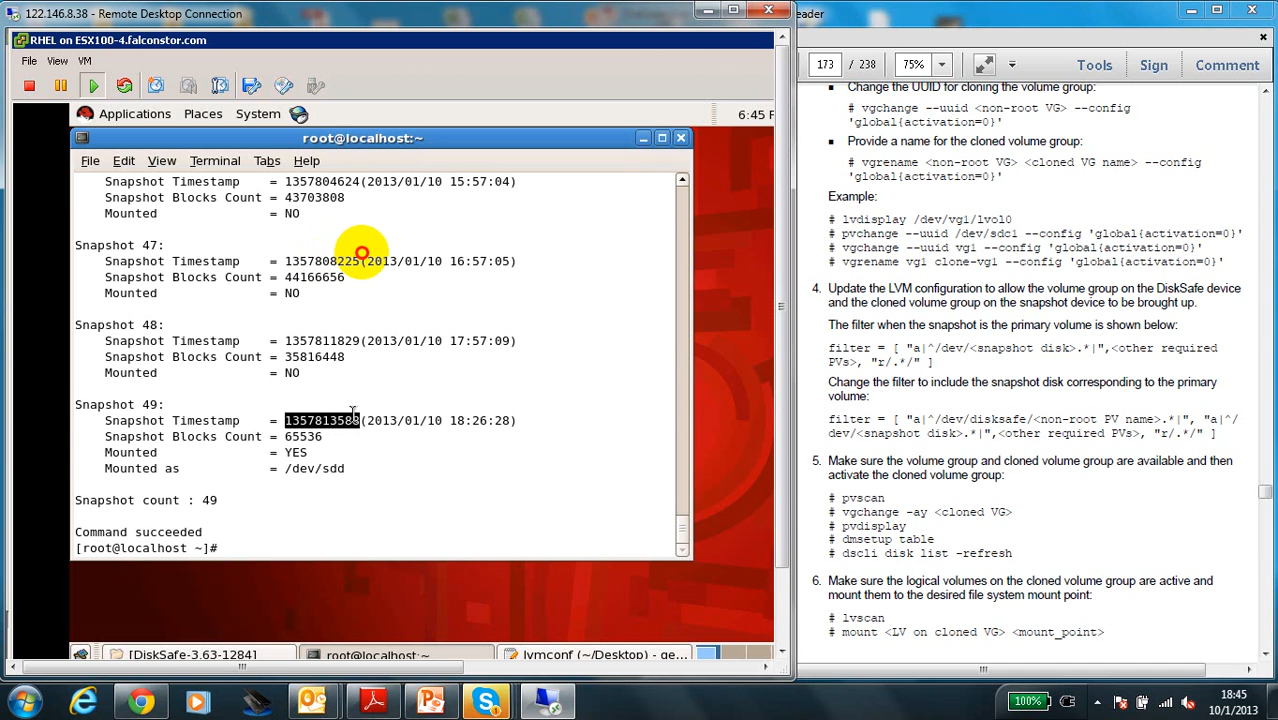 122.146.8.38 - Remote Desktop Connection
RHEL on ESX100-4.falconstor.com
File View VM
Applications Places System
6:45 F
root@localhost:~
File Edit View Terminal Tabs Help
Snapshot Timestamp = 1357804624(2013/01/10 15:57:04)
Snapshot Blocks Count = 43703808
Mounted = NO
Snapshot 47:
Snapshot Timestamp = 1357808225(2013/01/10 16:57:05)
Snapshot Blocks Count = 44166656
Mounted = NO
Snapshot 48:
Snapshot Timestamp = 1357811829(2013/01/10 17:57:09)
Snapshot Blocks Count = 35816448
Mounted = NO
Snapshot 49:
Snapshot Timestamp = 1357813588(2013/01/10 18:26:28)
Snapshot Blocks Count = 65536
Mounted = YES
Mounted as = /dev/sdd
Snapshot count : 49
Command succeeded
[root@localhost ~]#
[DiskSafe-3.63-1284]
root@localhost:~
lvmconf (~/Desktop) - ge...
eader
173 / 238
75%
Tools Sign Comment
Change the UUID for cloning the volume group:
# vgchange --uuid <non-root VG> --config
'global{activation=0}'
Provide a name for the cloned volume group:
# vgrename <non-root VG> <cloned VG name> --config
'global{activation=0}'
Example:
# lvdisplay /dev/vg1/lvol0
# pvchange --uuid /dev/sdc1 --config 'global{activation=0}'
# vgchange --uuid vg1 --config 'global{activation=0}'
# vgrename vg1 clone-vg1 --config 'global{activation=0}'
4. Update the LVM configuration to allow the volume group on the DiskSafe device
and the cloned volume group on the snapshot device to be brought up.
The filter when the snapshot is the primary volume is shown below:
filter = [ "a|^/dev/<snapshot disk>.*|",<other required
PVs>, "r/.*/" ]
Change the filter to include the snapshot disk corresponding to the primary
volume:
filter = [ "a|^/dev/disksafe/<non-root PV name>.*|", "a|^/
dev/<snapshot disk>.*|",<other required PVs>, "r/.*/" ]
5. Make sure the volume group and cloned volume group are available and then
activate the cloned volume group:
# pvscan
# vgchange -ay <cloned VG>
# pvdisplay
# dmsetup table
# dscli disk list -refresh
6. Make sure the logical volumes on the cloned volume group are active and
mount them to the desired file system mount point:
# lvscan
# mount <LV on cloned VG> <mount_point>
100%
18:45
10/1/2013